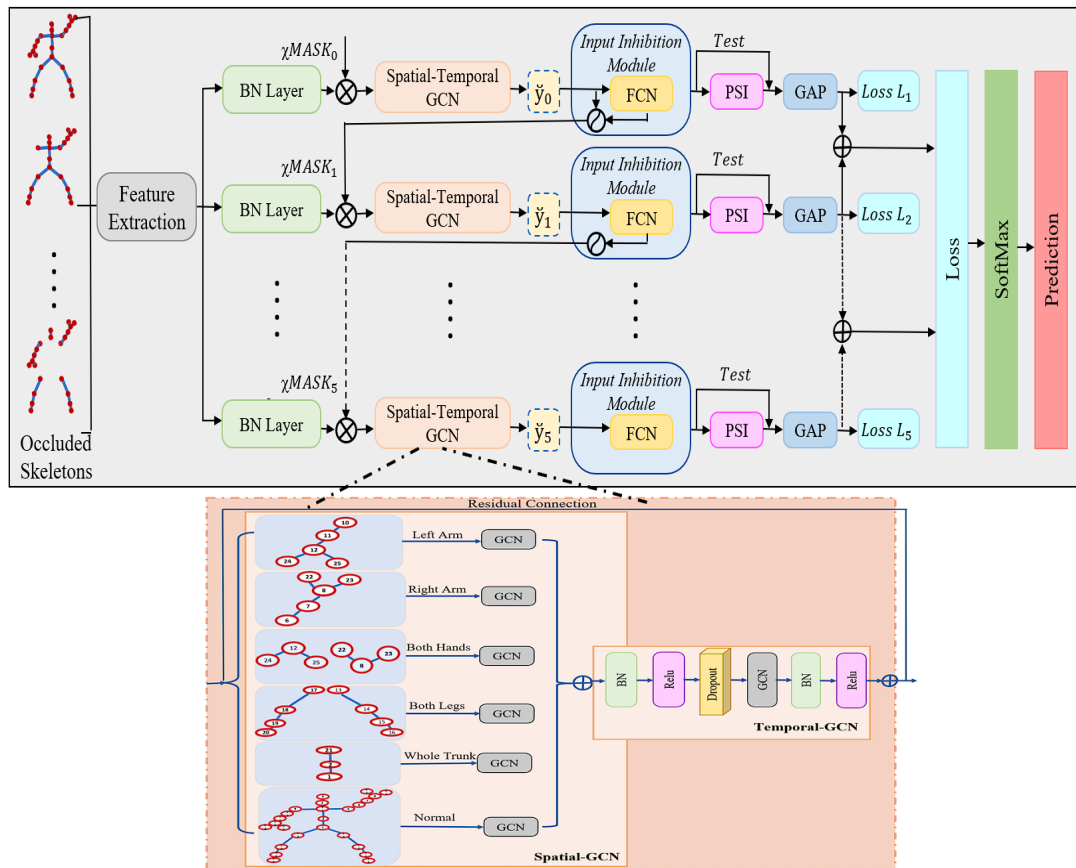 χMASK₀
BN Layer
Spatial-Temporal
GCN
y̆₀
Input Inhibition
Module
FCN
Test
PSI
GAP
Loss L₁
χMASK₁
Feature
Extraction
BN Layer
Spatial-Temporal
GCN
y̆₁
Input Inhibition
Module
FCN
Test
PSI
GAP
Loss L₂
Loss
SoftMax
Prediction
χMASK₅
BN Layer
Spatial-Temporal
GCN
y̆₅
Input Inhibition
Module
FCN
Test
PSI
GAP
Loss L₅
Occluded
Skeletons
Residual Connection
10
11
12
24
25
Left Arm
GCN
22
23
8
7
6
Right Arm
GCN
12
24
25
22
23
8
Both Hands
GCN
17
13
18
14
19
15
20
16
Both Legs
GCN
21
2
1
Whole Trunk
GCN
Normal
GCN
Spatial-GCN
BN
Relu
Dropout
GCN
BN
Relu
Temporal-GCN